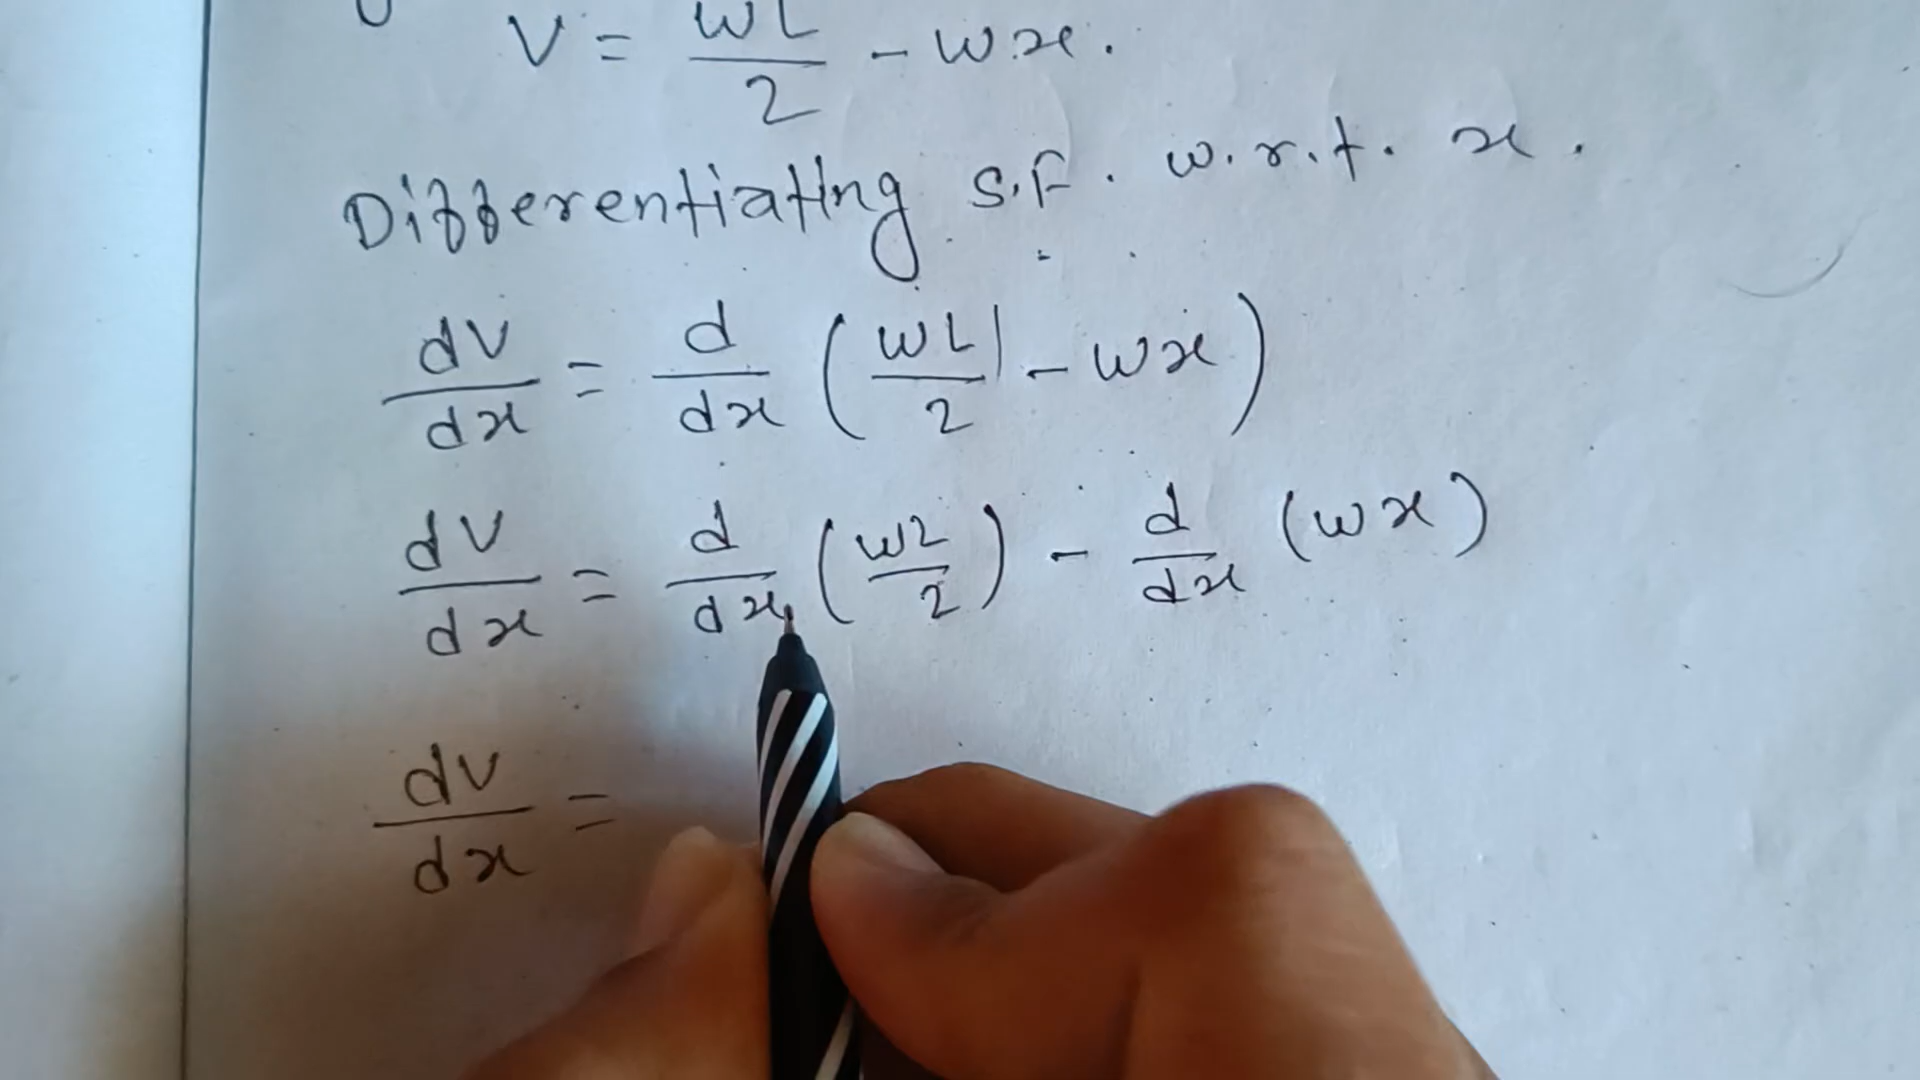 V = WL/2 - Wx.
Differentiating S.F. w.r.t. x.
dV/dx = d/dx (WL/2 - Wx)
dV/dx = d/dx (WL/2) - d/dx (Wx)
dV/dx =